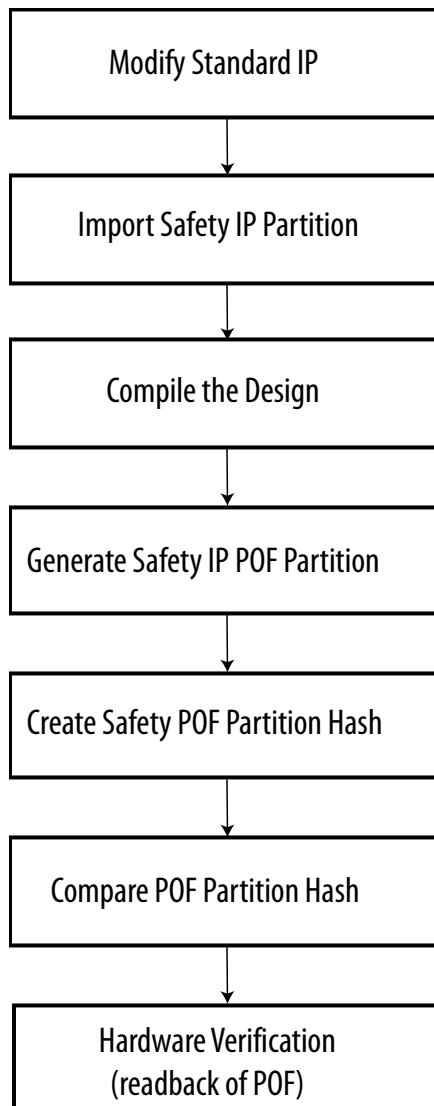 Modify Standard IP
Import Safety IP Partition
Compile the Design
Generate Safety IP POF Partition
Create Safety POF Partition Hash
Compare POF Partition Hash
Hardware Verification
(readback of POF)